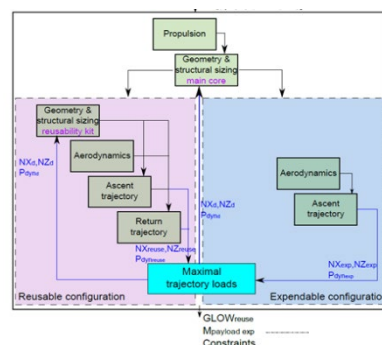 Propulsion
Geometry &
structural sizing
main core
Geometry &
structural sizing
reusability kit
Aerodynamics
Ascent
trajectory
Return
trajectory
NXd,NZd
Pdynd
NXd,NZd
Pdynd
Aerodynamics
Ascent
trajectory
NXreuse,NZreuse
Pdynreuse
NXexp,NZexp
Pdynexp
Maximal
trajectory loads
Reusable configuration
Expendable configuration
GLOWreuse
Mpayload exp
Constraints